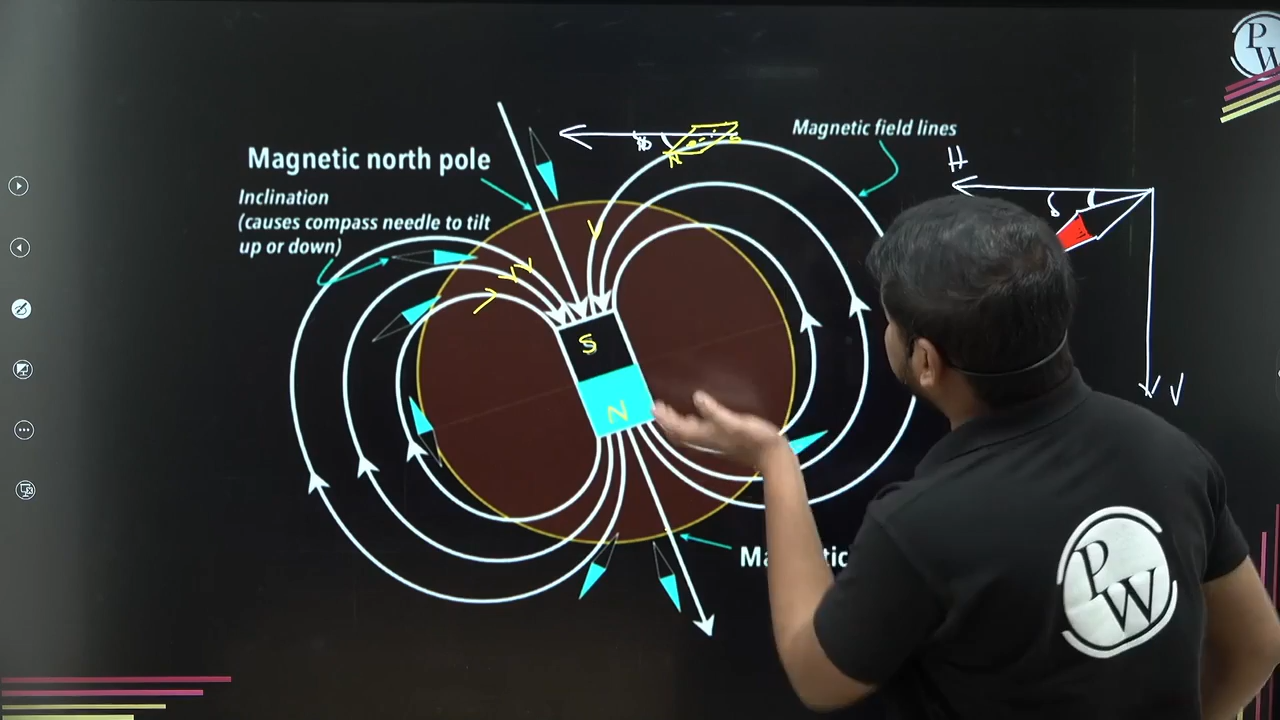 P
W
Magnetic field lines
Magnetic north pole
Inclination
(causes compass needle to tilt
up or down)
N
S
H
V
S
N
P
W